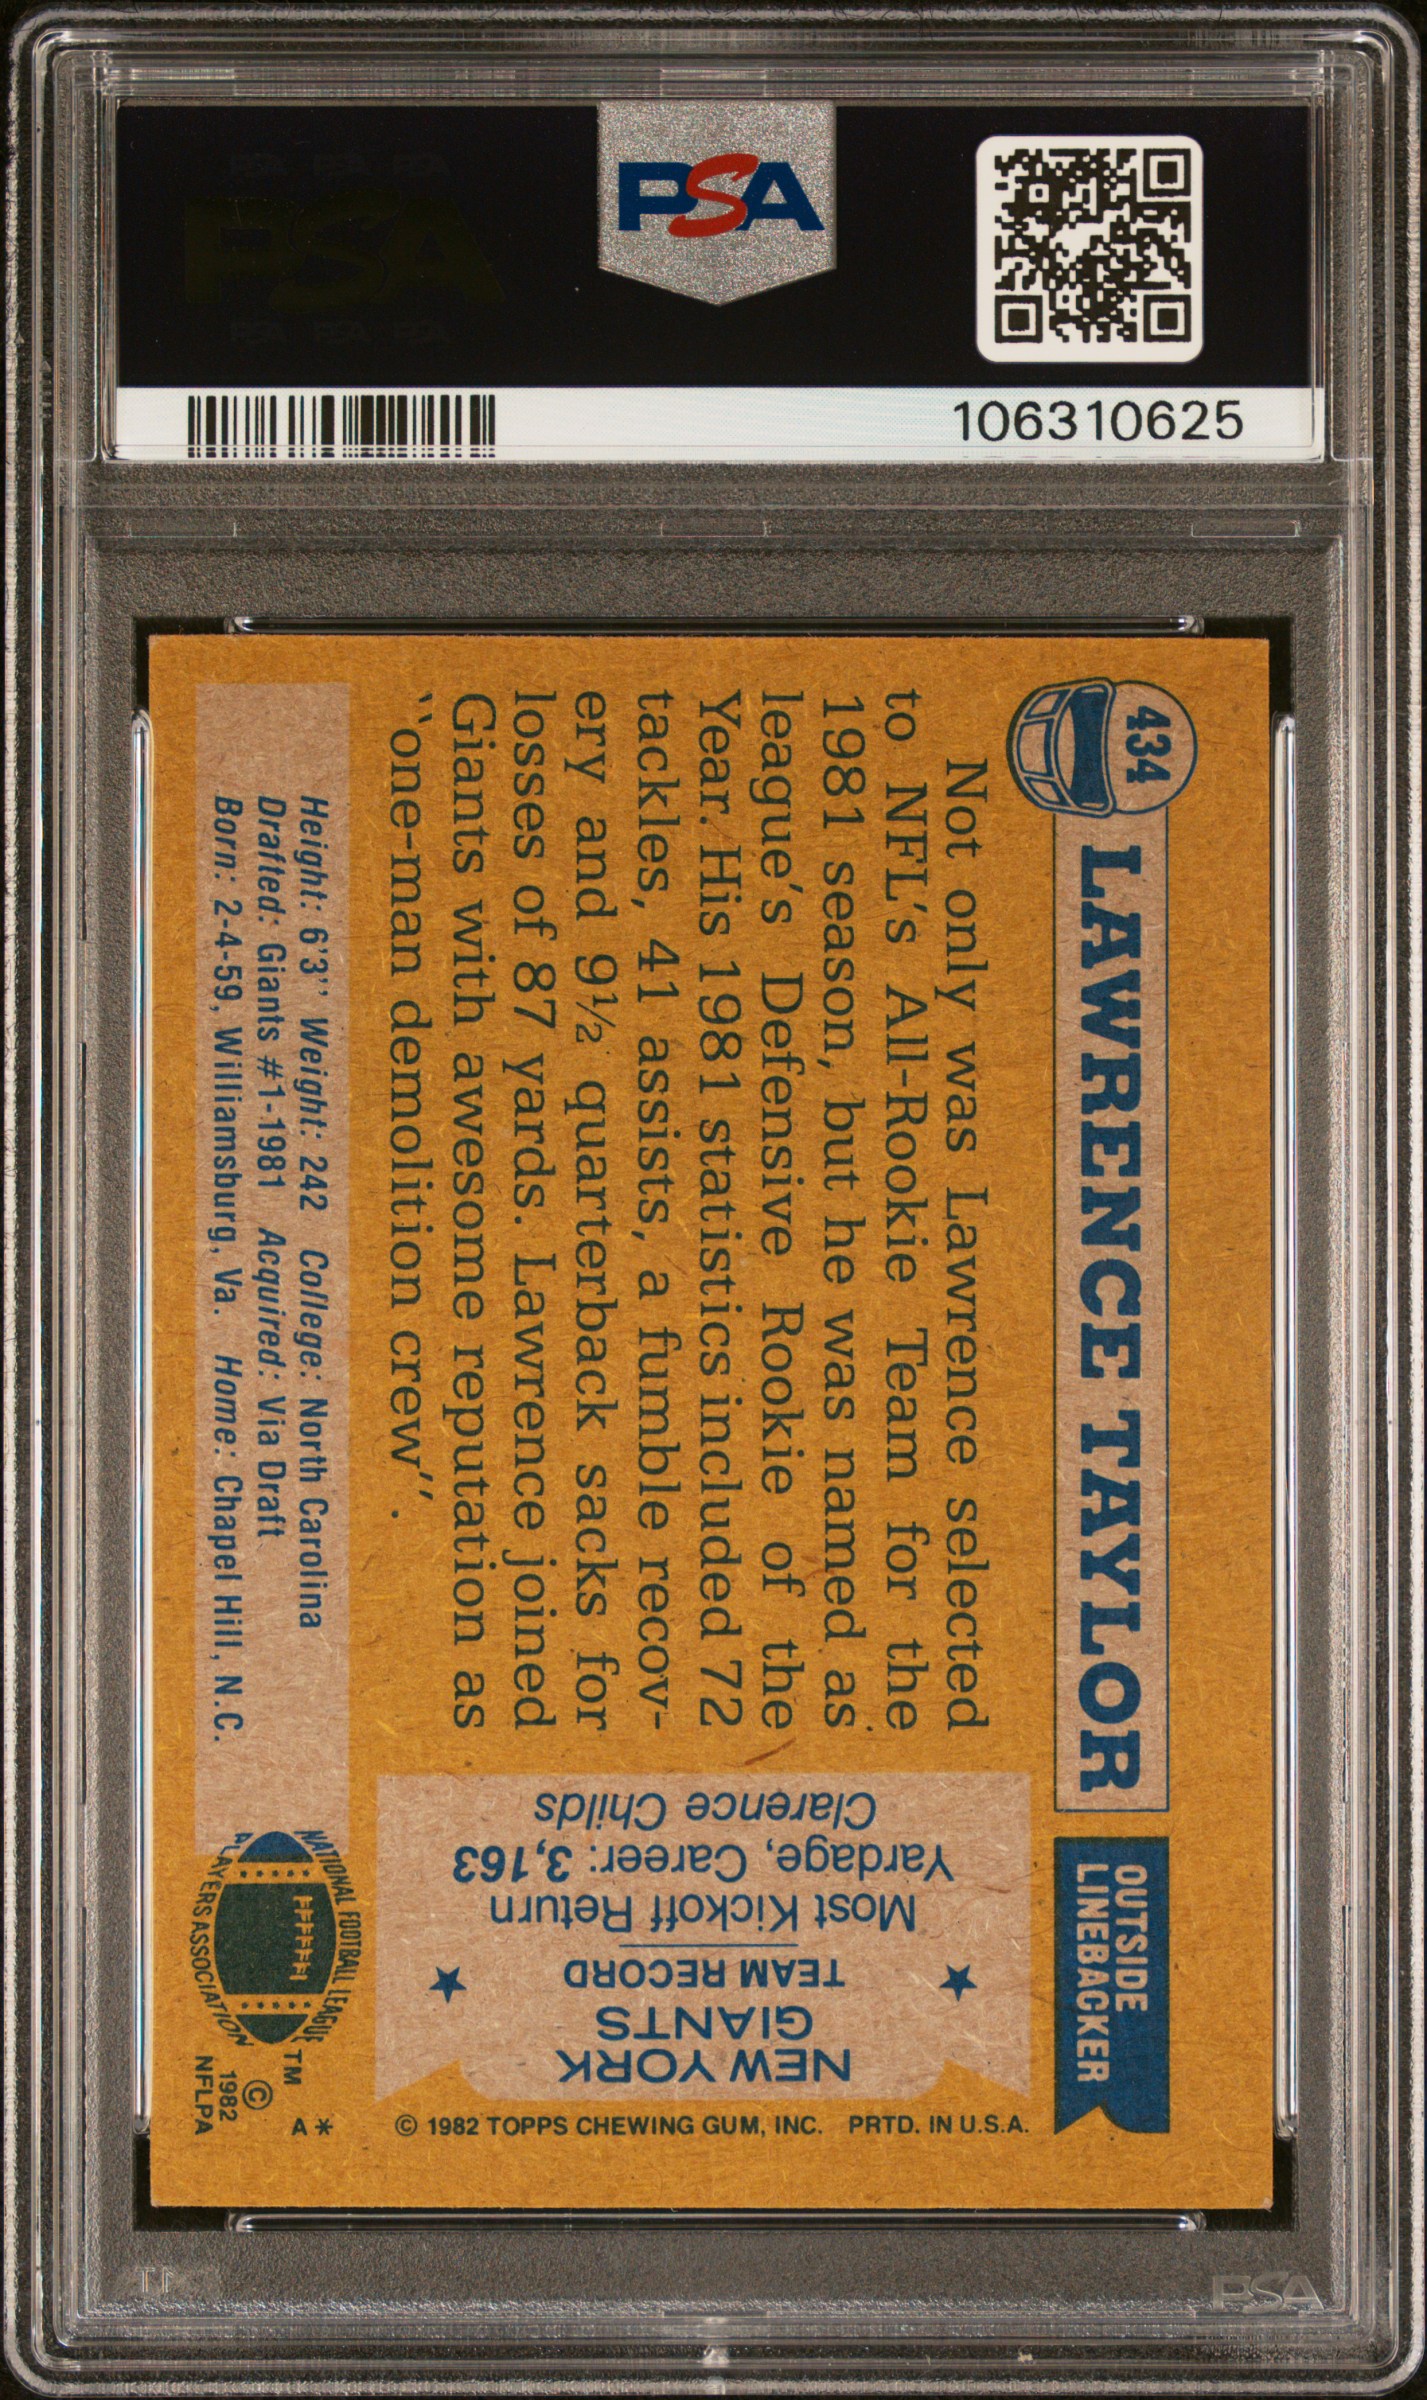 PSA
106310625
434
LAWRENCE TAYLOR
OUTSIDE
LINEBACKER
Not only was Lawrence selected
to NFL's All-Rookie Team for the
1981 season, but he was named as
league's Defensive Rookie of the
Year. His 1981 statistics included 72
tackles, 41 assists, a fumble recov-
ery and 9½ quarterback sacks for
losses of 87 yards. Lawrence joined
Giants with awesome reputation as
‘‘one-man demolition crew’’.
Height: 6'3'' Weight: 242 College: North Carolina
Drafted: Giants #1-1981 Acquired: Via Draft
Born: 2-4-59, Williamsburg, Va. Home: Chapel Hill, N.C.
NEW YORK
GIANTS
TEAM RECORD
Most Kickoff Return
Yardage, Career: 3,163
Clarence Childs
© 1982 TOPPS CHEWING GUM, INC. PRTD. IN U.S.A.
NATIONAL FOOTBALL LEAGUE
PLAYERS ASSOCIATION
TM
©
1982
NFLPA
A*
PSA